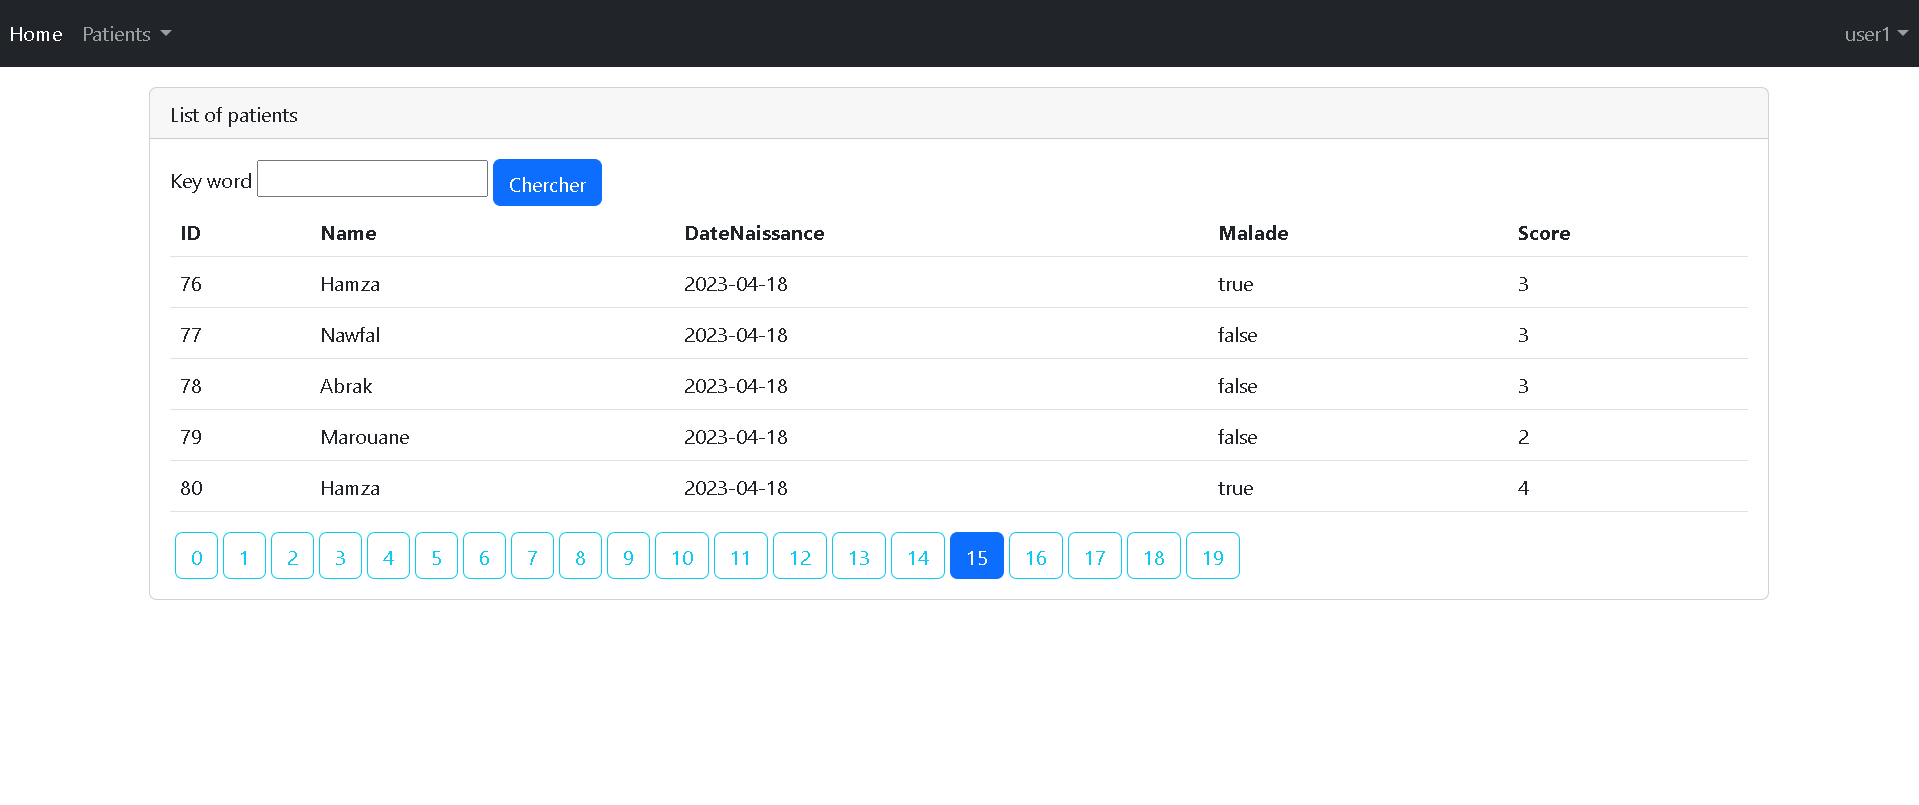 Home Patients user1
List of patients
Key word Chercher
ID Name DateNaissance Malade Score
76 Hamza 2023-04-18 true 3
77 Nawfal 2023-04-18 false 3
78 Abrak 2023-04-18 false 3
79 Marouane 2023-04-18 false 2
80 Hamza 2023-04-18 true 4
0 1 2 3 4 5 6 7 8 9 10 11 12 13 14 15 16 17 18 19